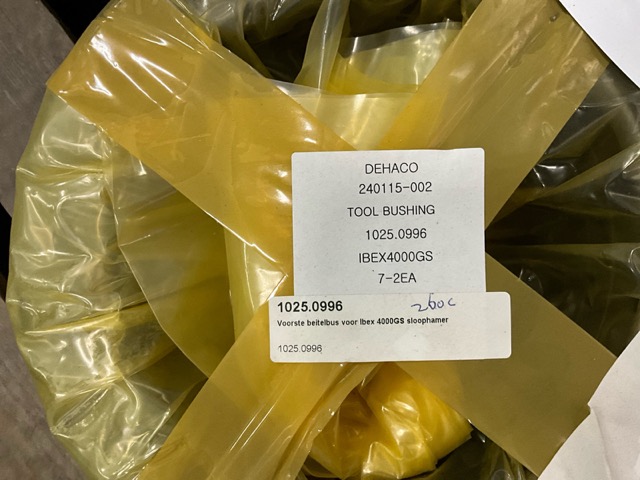 DEHACO
240115-002
TOOL BUSHING
1025.0996
IBEX4000GS
7-2EA
1025.0996
Voorste beitelbus voor Ibex 4000GS sloophamer
1025.0996